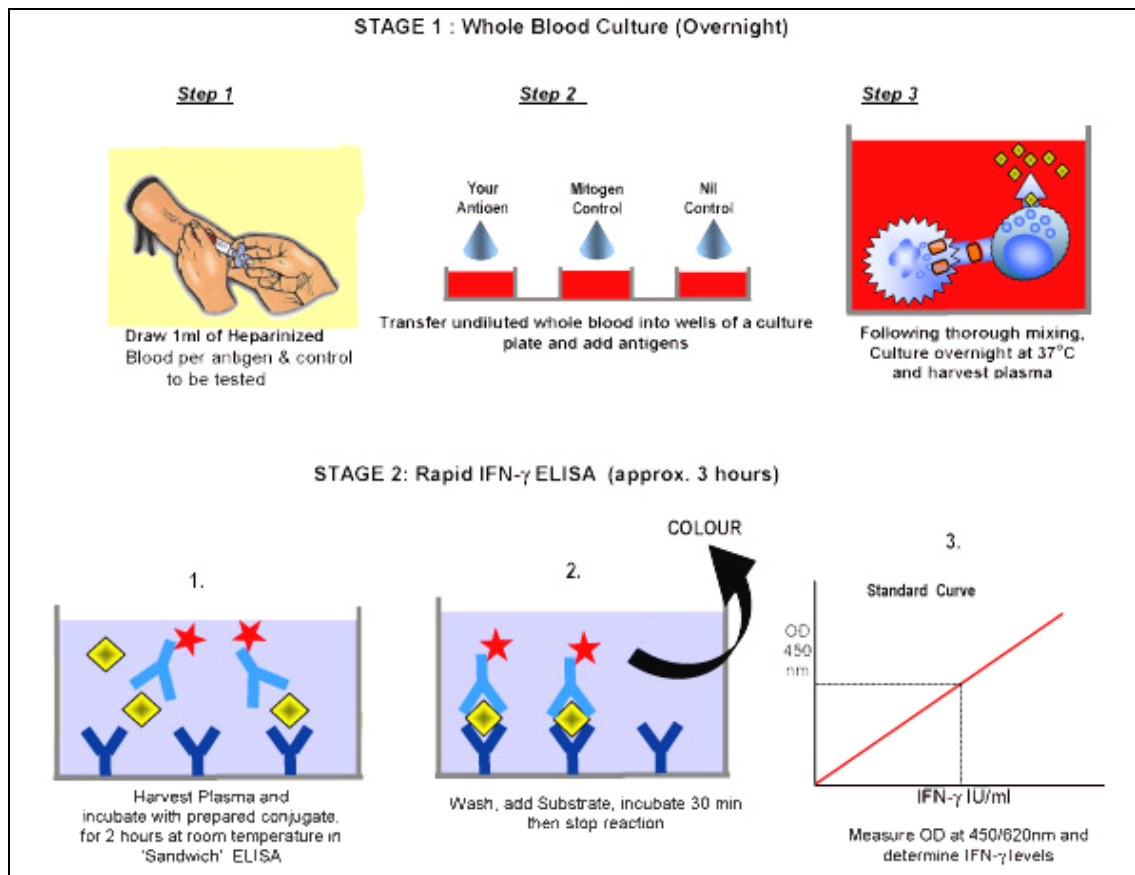 STAGE 1 : Whole Blood Culture (Overnight)
Step 1
Step 2
Step 3
Your
Antigen
Mitogen
Control
Nil
Control
Draw 1ml of Heparinized
Blood per antigen & control
to be tested
Transfer undiluted whole blood into wells of a culture
plate and add antigens
Following thorough mixing,
Culture overnight at 37°C
and harvest plasma
STAGE 2: Rapid IFN-γ ELISA (approx. 3 hours)
COLOUR
1.
2.
3.
Standard Curve
OD
450
nm
IFN-γ IU/ml
Harvest Plasma and
incubate with prepared conjugate,
for 2 hours at room temperature in
'Sandwich' ELISA
Wash, add Substrate, incubate 30 min
then stop reaction
Measure OD at 450/620nm and
determine IFN-γ levels